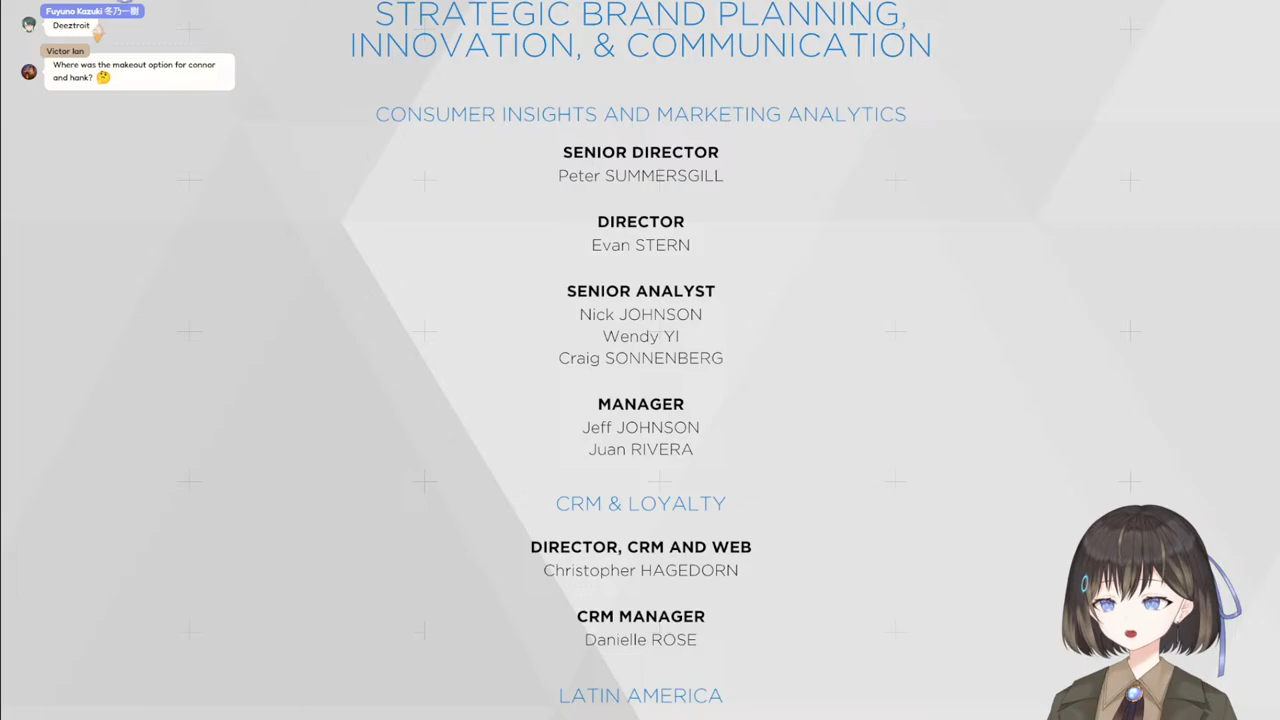 Fuyuno Kazuki 冬乃一樹
Deeztroit
Victor Ian
Where was the makeout option for connor
and hank? 🤔
STRATEGIC BRAND PLANNING,
INNOVATION, & COMMUNICATION
CONSUMER INSIGHTS AND MARKETING ANALYTICS
SENIOR DIRECTOR
Peter SUMMERSGILL
DIRECTOR
Evan STERN
SENIOR ANALYST
Nick JOHNSON
Wendy YI
Craig SONNENBERG
MANAGER
Jeff JOHNSON
Juan RIVERA
CRM & LOYALTY
DIRECTOR, CRM AND WEB
Christopher HAGEDORN
CRM MANAGER
Danielle ROSE
LATIN AMERICA